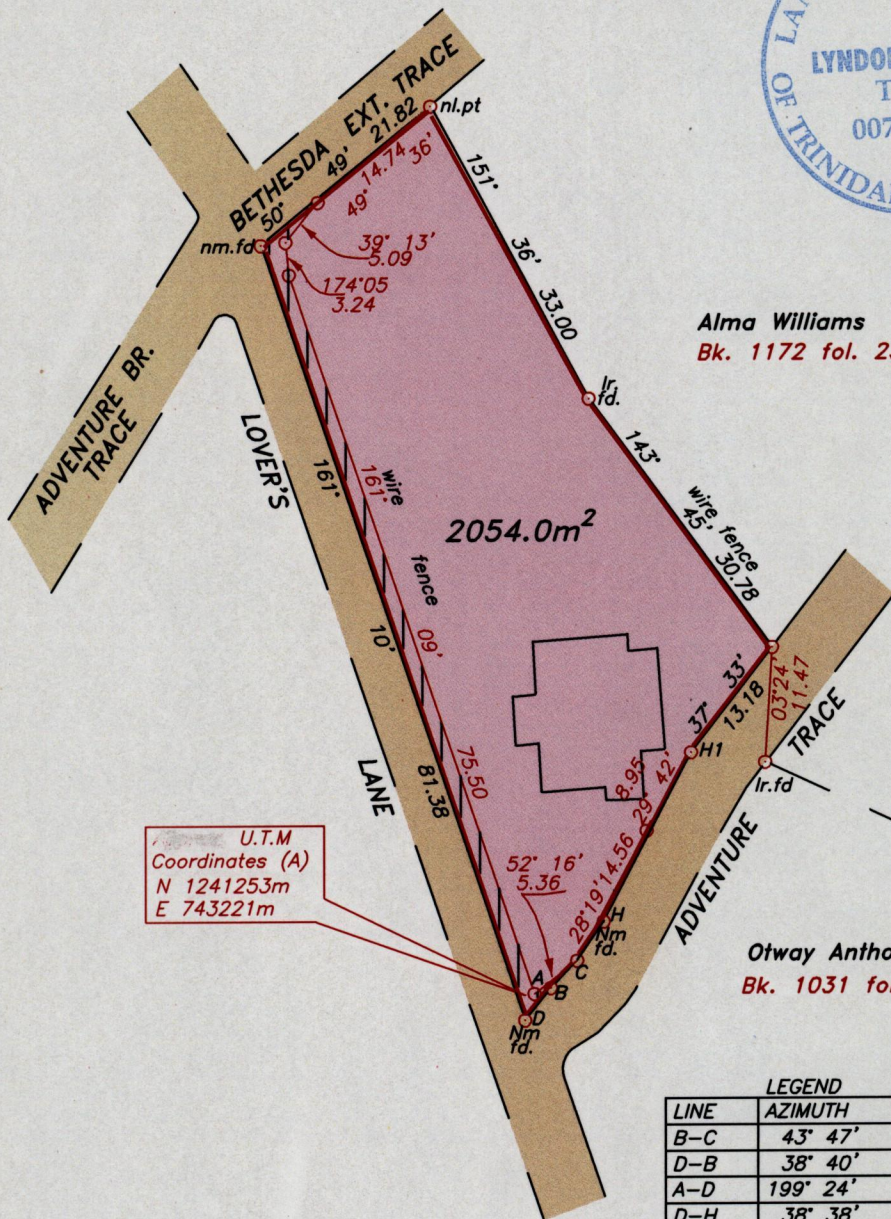 LYNDO
007
OF TRINIDA
BETHESDA EXT. TRACE
50° 49' 21.82
nl.pt
14.74
49° 36'
39° 13'
5.09
174°05
3.24
nm.fd
151° 36' 33.00
Ir.
fd.
Alma Williams
Bk. 1172 fol.
ADVENTURE BR.
TRACE
LOVER'S
LANE
161° 10' 81.38
wire fence
161° 09' 75.50
2054.0m²
143° 45' 30.78
wire fence
37° 33'
13.18
03°24'
11.47
H1
Ir.fd
ADVENTURE TRACE
29° 42'
8.95
28°19' 14.56
52° 16'
5.36
H
Nm
fd.
C
B
A
D
Nm
fd.
U.T.M
Coordinates (A)
N 1241253m
E 743221m
Otway Antho
Bk. 1031 fo
LEGEND
LINE AZIMUTH
B-C 43° 47'
D-B 38° 40'
A-D 199° 24'
D-H 38° 38'